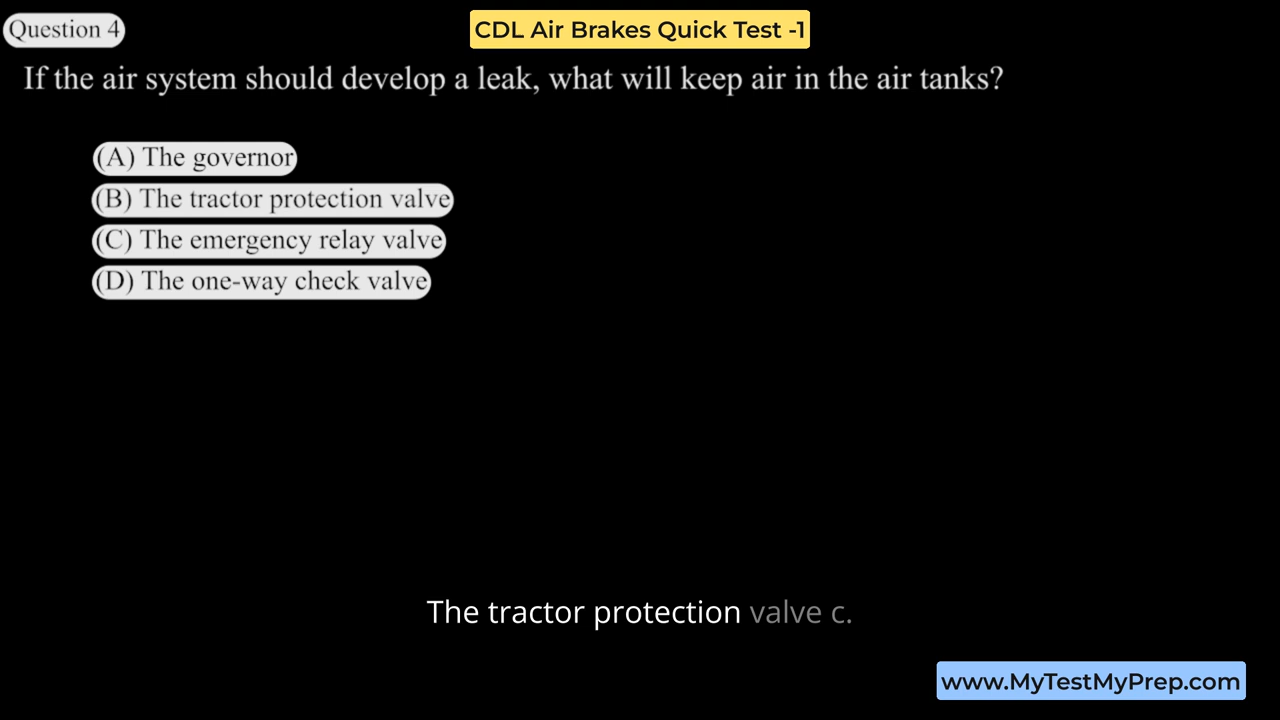 Question 4
CDL Air Brakes Quick Test -1
If the air system should develop a leak, what will keep air in the air tanks?
(A) The governor
(B) The tractor protection valve
(C) The emergency relay valve
(D) The one-way check valve
The tractor protection valve c.
www.MyTestMyPrep.com